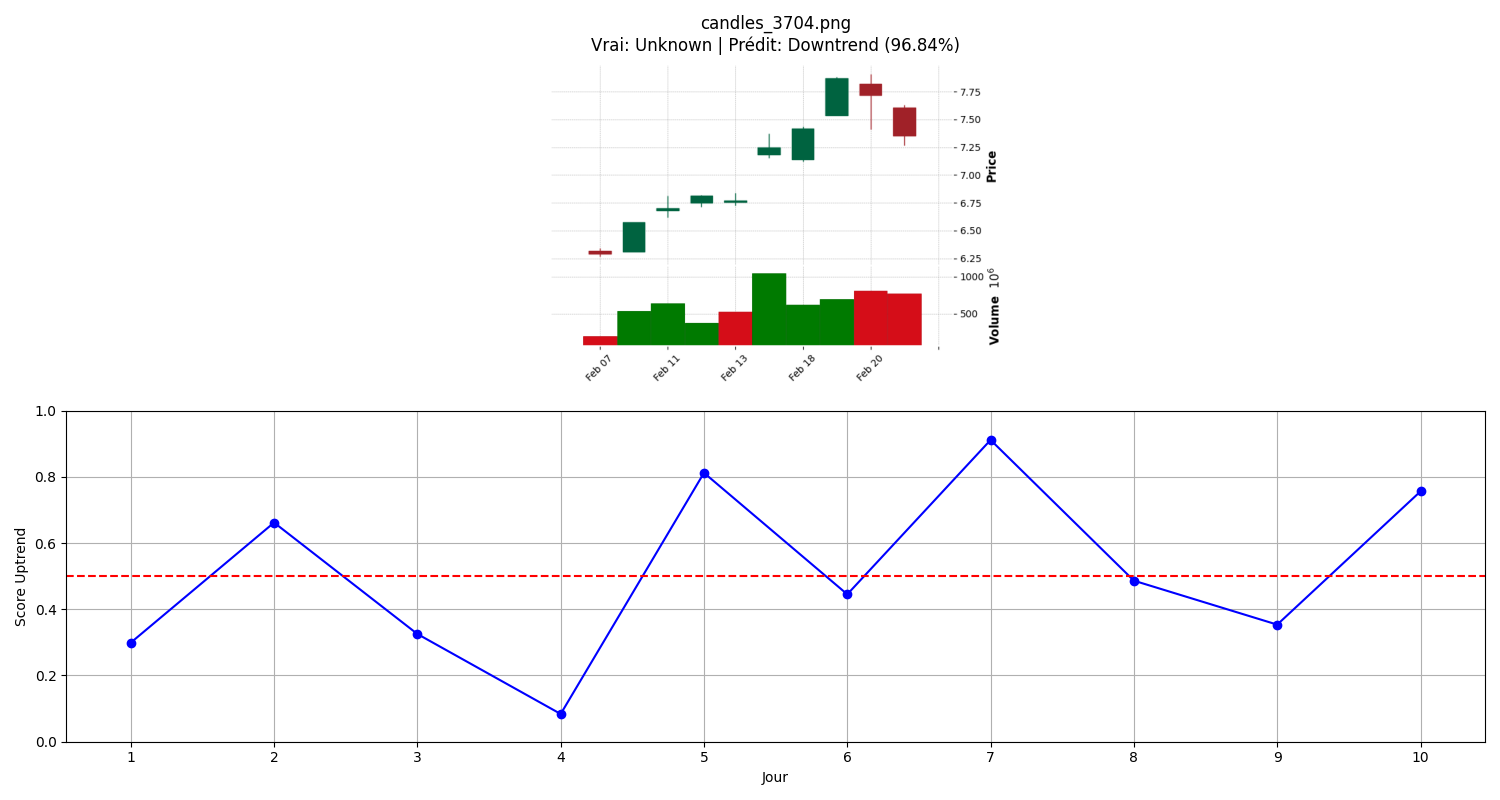 candles_3704.png
Vrai: Unknown | Prédit: Downtrend (96.84%)
7.75
7.50
7.25
7.00
6.75
6.50
6.25
Price
1000
500
Volume 10^6
Feb 07
Feb 11
Feb 13
Feb 18
Feb 20
1.0
0.8
0.6
0.4
0.2
0.0
Score Uptrend
1 2 3 4 5 6 7 8 9 10
Jour